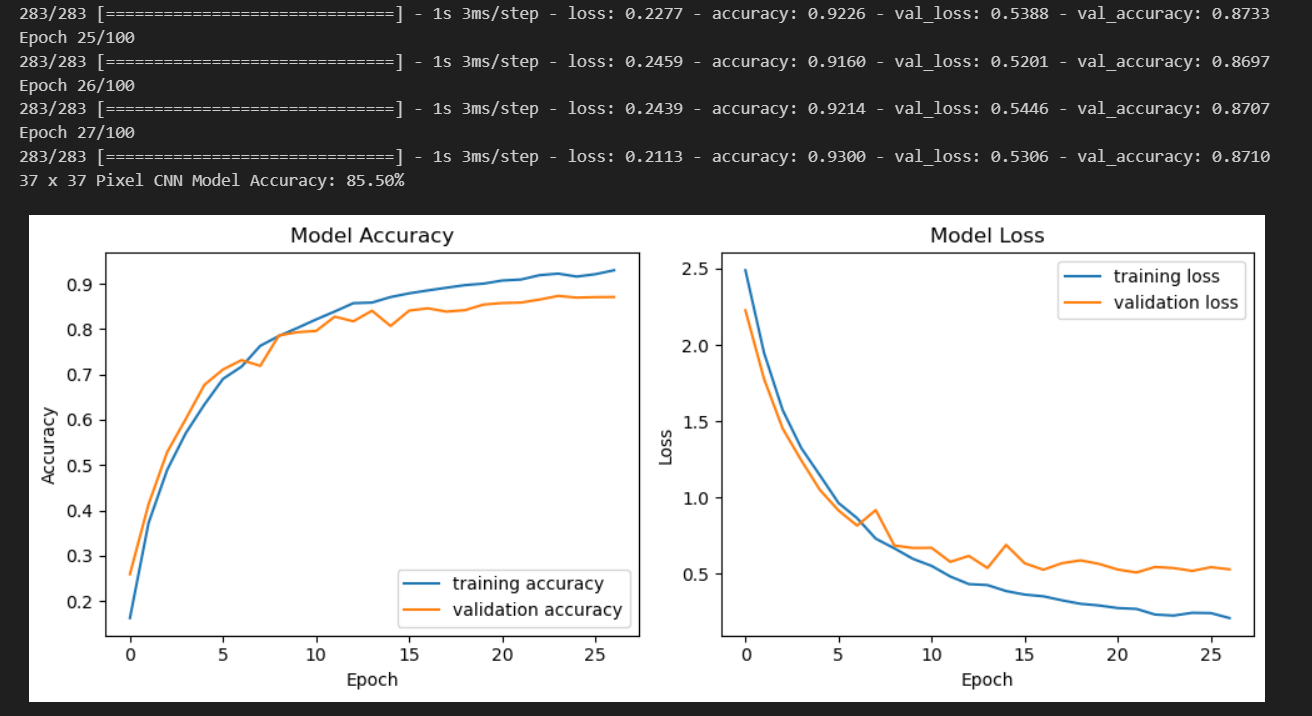 283/283 [==============================] - 1s 3ms/step - loss: 0.2277 - accuracy: 0.9226 - val_loss: 0.5388 - val_accuracy: 0.8733
Epoch 25/100
283/283 [==============================] - 1s 3ms/step - loss: 0.2459 - accuracy: 0.9160 - val_loss: 0.5201 - val_accuracy: 0.8697
Epoch 26/100
283/283 [==============================] - 1s 3ms/step - loss: 0.2439 - accuracy: 0.9214 - val_loss: 0.5446 - val_accuracy: 0.8707
Epoch 27/100
283/283 [==============================] - 1s 3ms/step - loss: 0.2113 - accuracy: 0.9300 - val_loss: 0.5306 - val_accuracy: 0.8710
37 x 37 Pixel CNN Model Accuracy: 85.50%
Model Accuracy
Accuracy
0.9
0.8
0.7
0.6
0.5
0.4
0.3
0.2
training accuracy
validation accuracy
0 5 10 15 20 25
Epoch
Model Loss
Loss
2.5
2.0
1.5
1.0
0.5
training loss
validation loss
0 5 10 15 20 25
Epoch